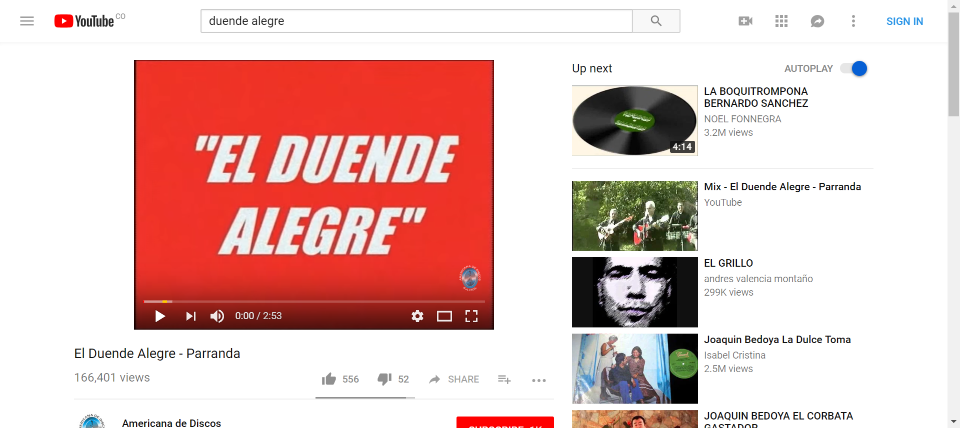 YouTube CO
duende alegre
SIGN IN
"EL DUENDE
ALEGRE"
0:00 / 2:53
El Duende Alegre - Parranda
166,401 views
556
52
SHARE
Americana de Discos
Up next
AUTOPLAY
4:14
LA BOQUITROMPONA
BERNARDO SANCHEZ
NOEL FONNEGRA
3.2M views
Mix - El Duende Alegre - Parranda
YouTube
EL GRILLO
andres valencia montaño
299K views
Joaquin Bedoya La Dulce Toma
Isabel Cristina
2.5M views
JOAQUIN BEDOYA EL CORBATA
GASTADOR